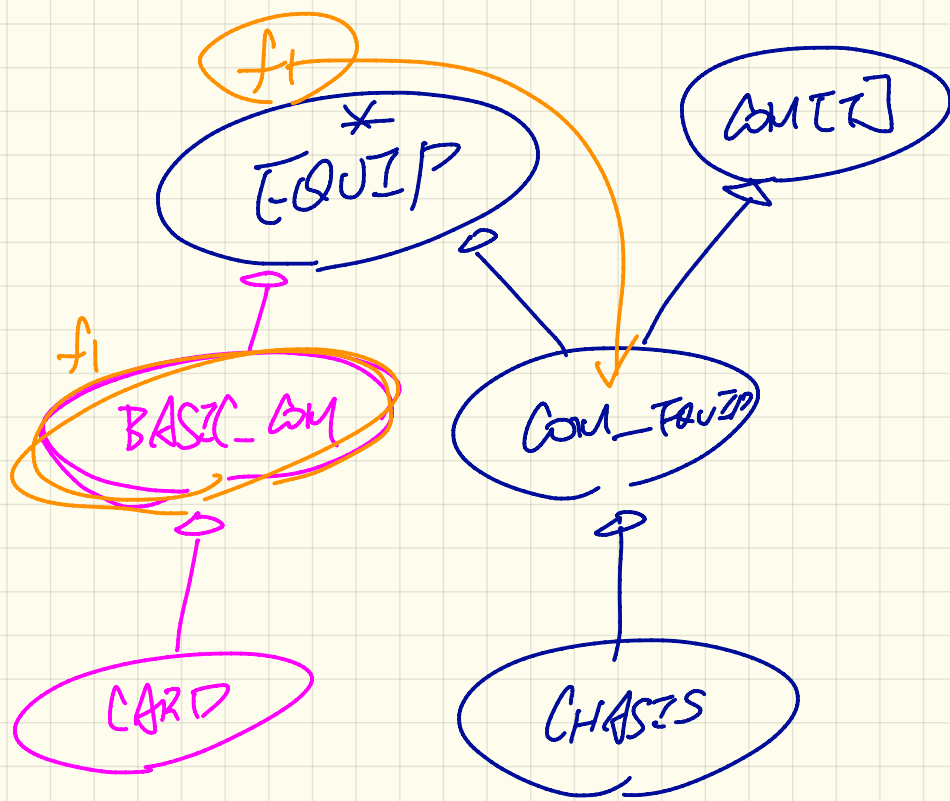 f1
*
EQUIP
COM[I]
f1
BASIC_COM
COM_EQUIP
CARD
CHASIS